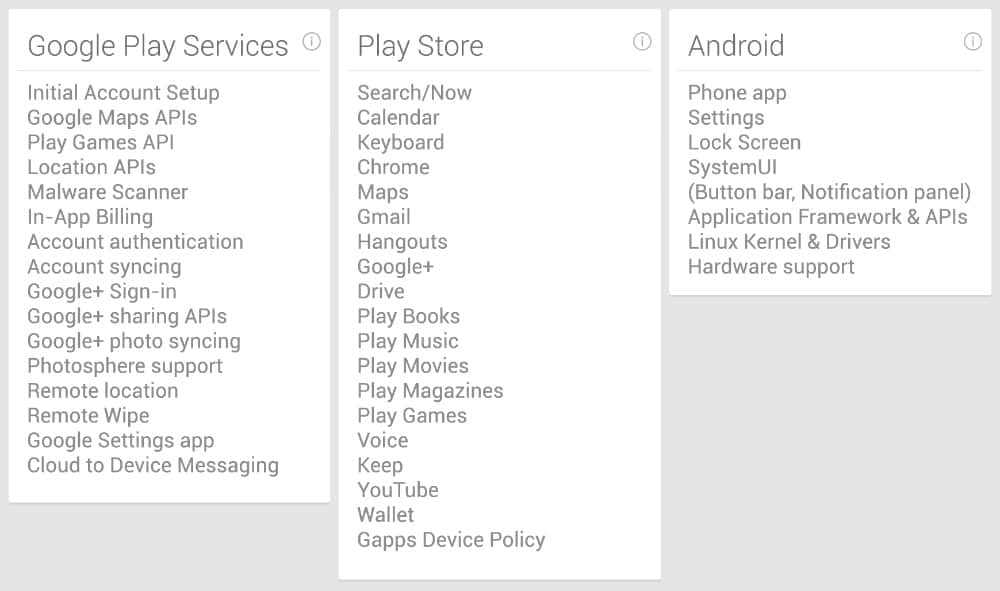 Google Play Services
Initial Account Setup
Google Maps APIs
Play Games API
Location APIs
Malware Scanner
In-App Billing
Account authentication
Account syncing
Google+ Sign-in
Google+ sharing APIs
Google+ photo syncing
Photosphere support
Remote location
Remote Wipe
Google Settings app
Cloud to Device Messaging
Play Store
Search/Now
Calendar
Keyboard
Chrome
Maps
Gmail
Hangouts
Google+
Drive
Play Books
Play Music
Play Movies
Play Magazines
Play Games
Voice
Keep
YouTube
Wallet
Gapps Device Policy
Android
Phone app
Settings
Lock Screen
SystemUI
(Button bar, Notification panel)
Application Framework & APIs
Linux Kernel & Drivers
Hardware support